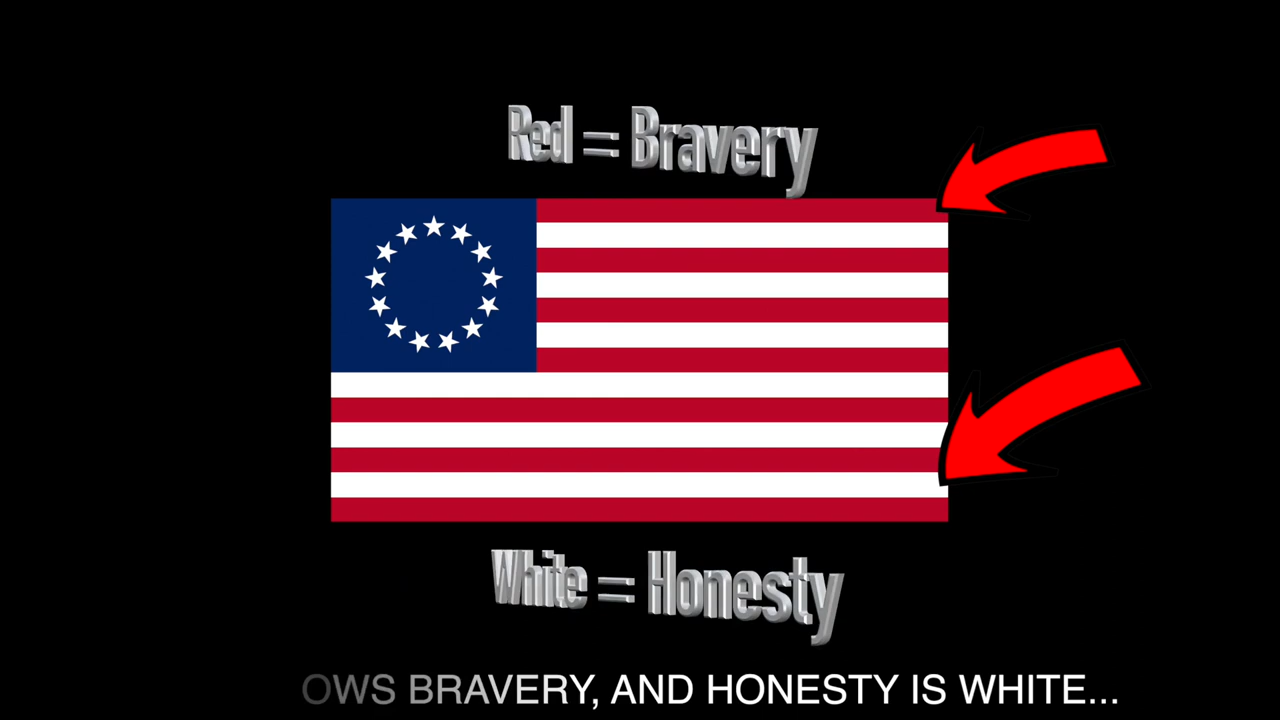 Red = Bravery
White = Honesty
OWS BRAVERY, AND HONESTY IS WHITE...